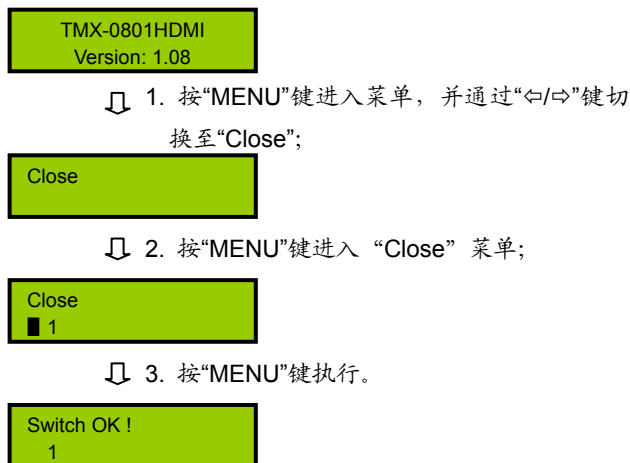 TMX-0801HDMI
Version: 1.08
1. 按“MENU”键进入菜单，并通过“⇦/⇨”键切
换至“Close”;
Close
2. 按“MENU”键进入“Close”菜单;
Close
█ 1
3. 按“MENU”键执行。
Switch OK !
1